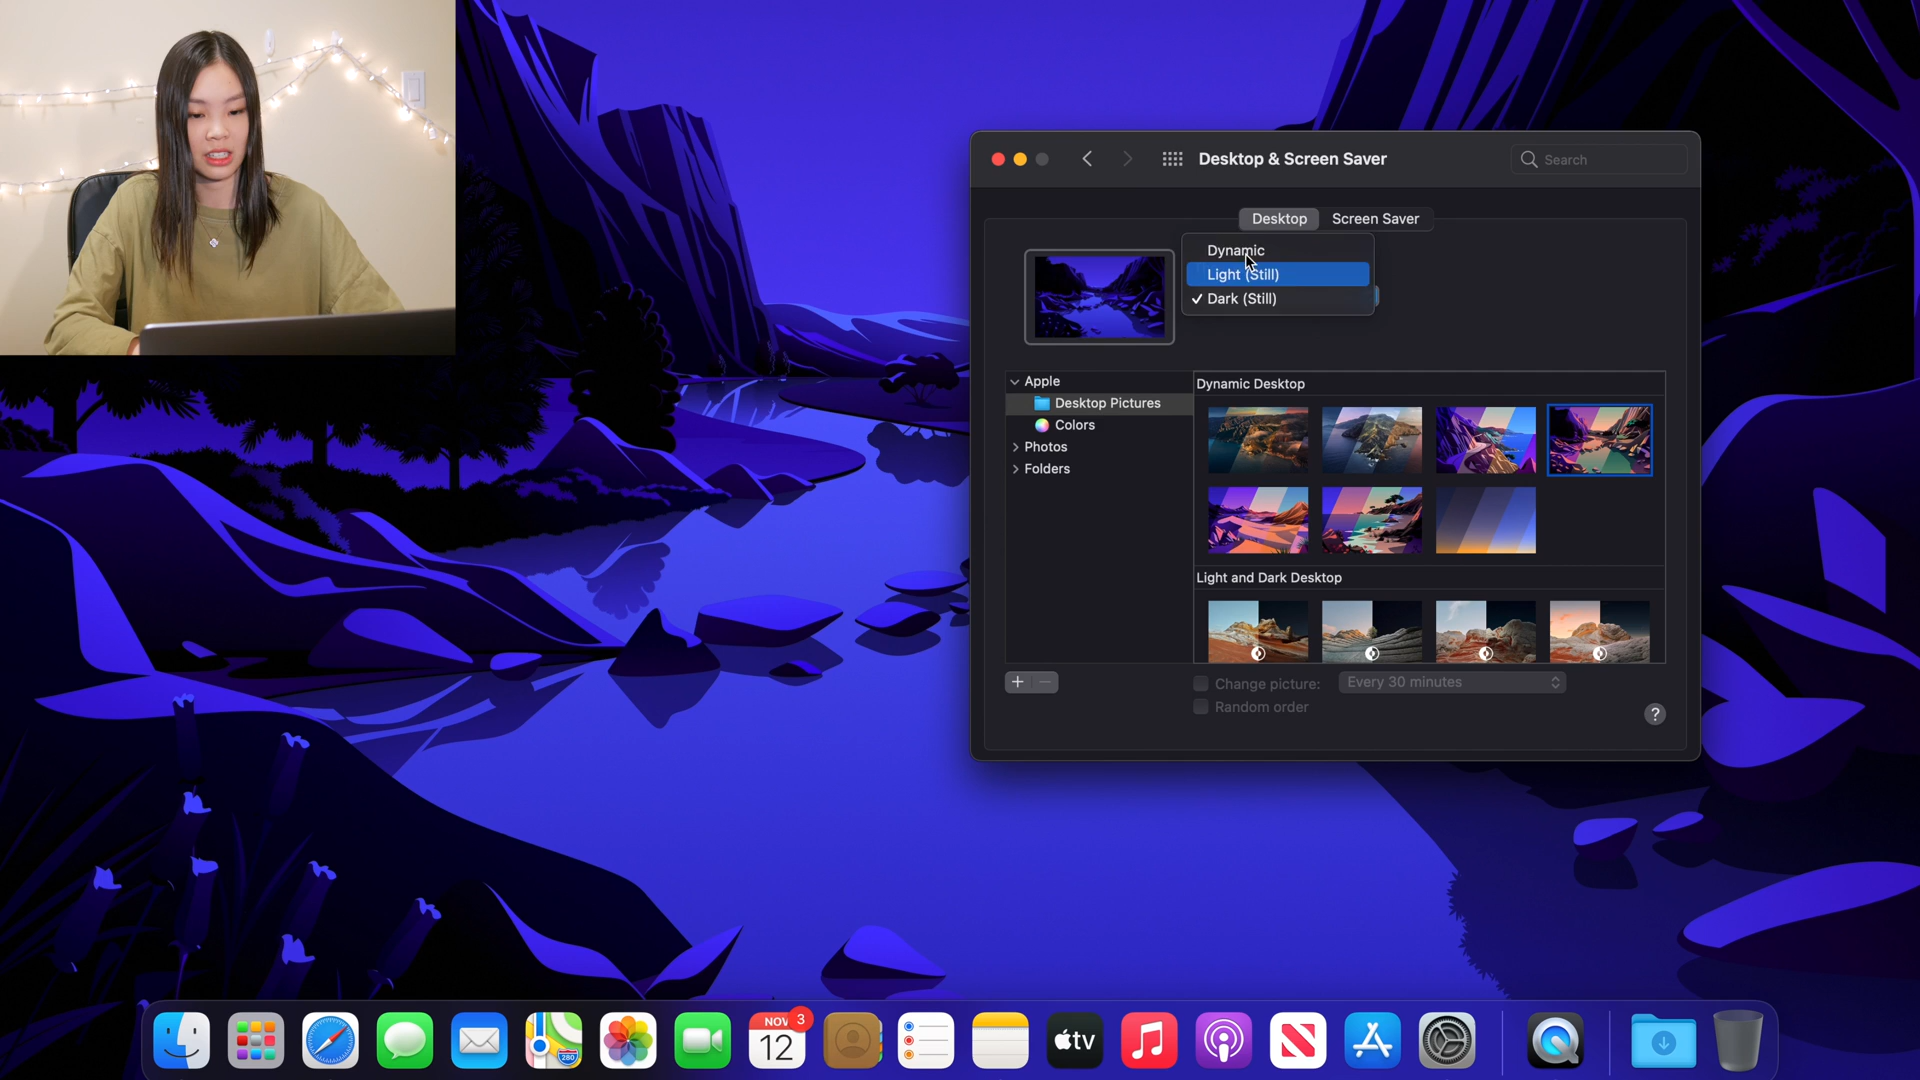 Desktop & Screen Saver
Search
Desktop
Screen Saver
Dynamic
Light (Still)
✓ Dark (Still)
Apple
Desktop Pictures
Colors
Photos
Folders
Dynamic Desktop
Light and Dark Desktop
+ −
Change picture:
Every 30 minutes
Random order
?
280
NOV
3
12
tv